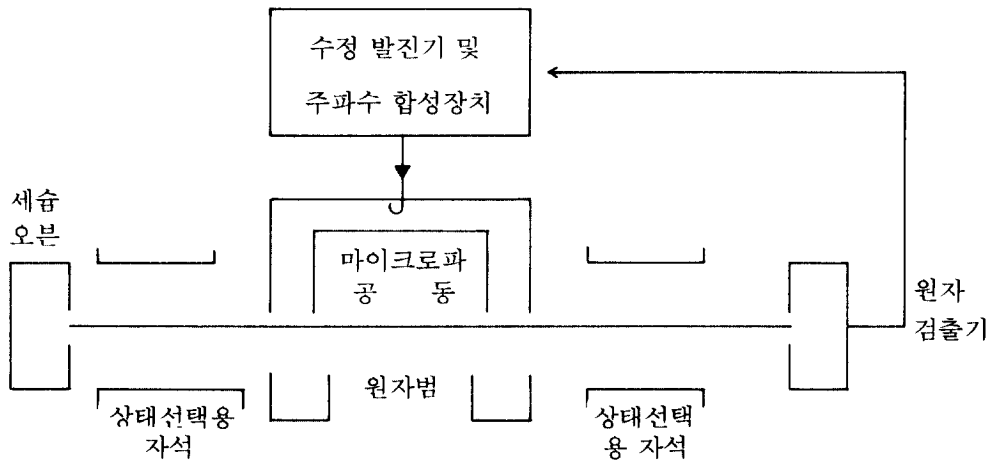 수정 발진기 및
주파수 합성장치
세슘
오븐
마이크로파
공 동
원자
검출기
원자범
상태선택용
자석
상태선택
용 자석